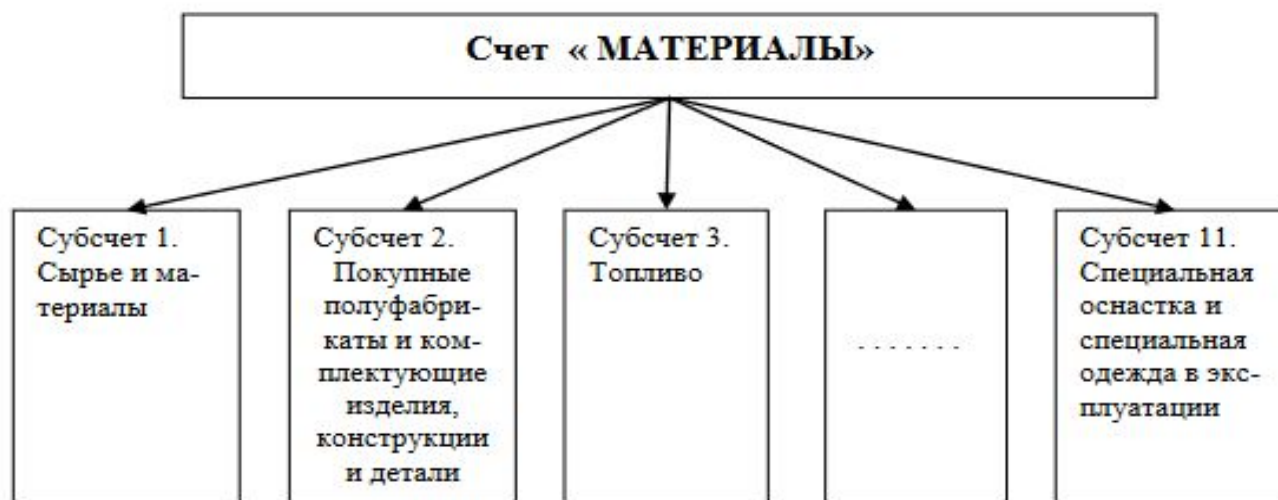 Счет « МАТЕРИАЛЫ»
Субсчет 1.
Сырье и ма-
териалы
Субсчет 2.
Покупные
полуфабри-
каты и ком-
плектующие
изделия,
конструкции
и детали
Субсчет 3.
Топливо
. . . . . . .
Субсчет 11.
Специальная
оснастка и
специальная
одежда в экс-
плуатации